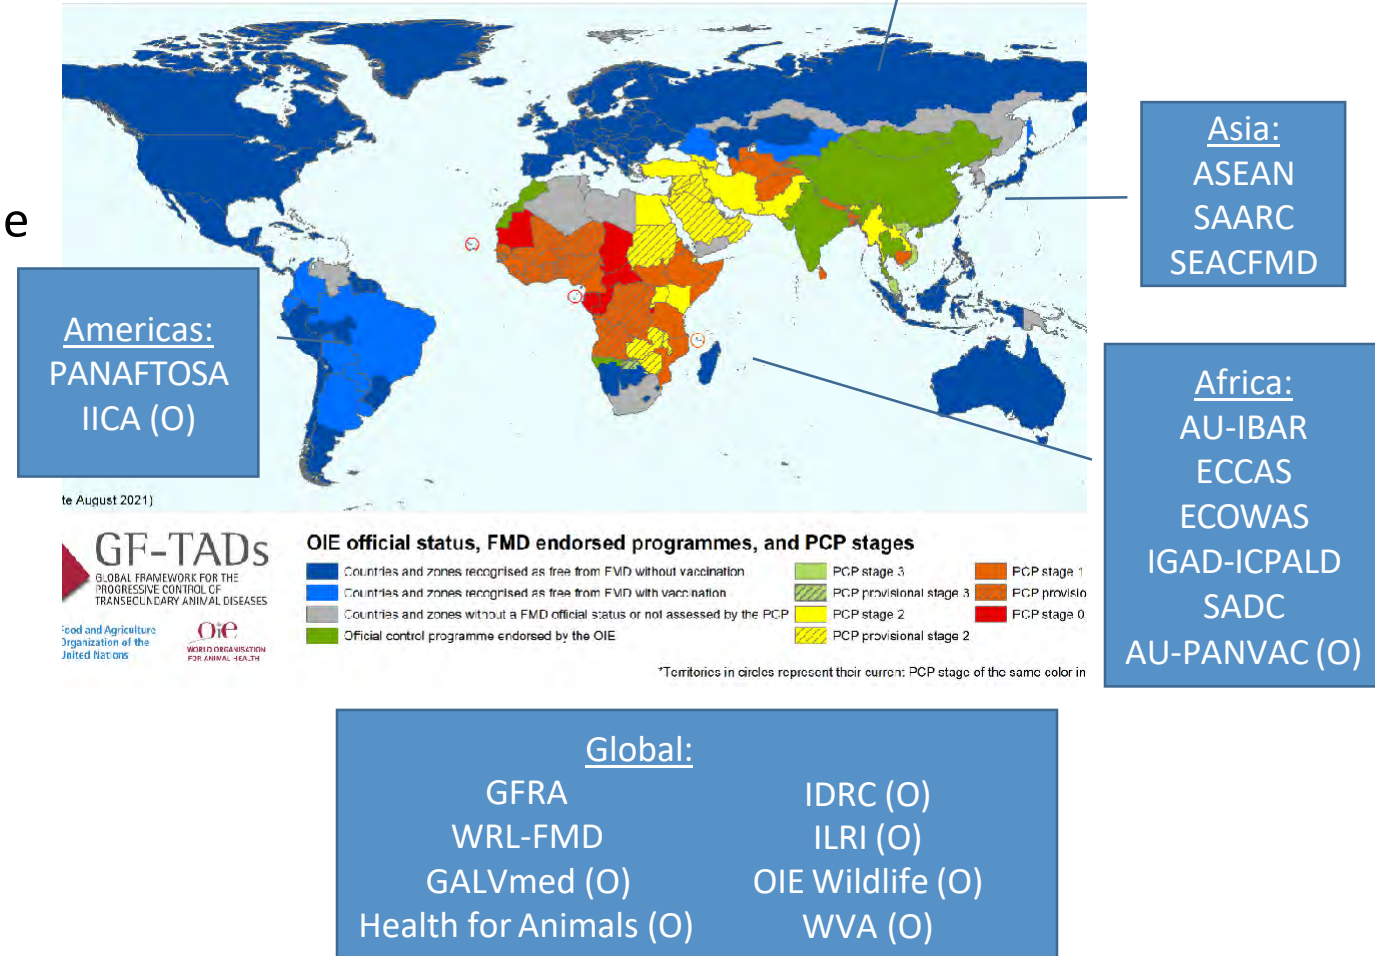 e
Asia:
ASEAN
SAARC
SEACFMD
Americas:
PANAFTOSA
IICA (O)
Africa:
AU-IBAR
ECCAS
ECOWAS
IGAD-ICPALD
SADC
AU-PANVAC (O)
te August 2021)
GF-TADs
GLOBAL FRAMEWORK FOR THE
PROGRESSIVE CONTROL OF
TRANSBOUNDARY ANIMAL DISEASES
Food and Agriculture
Organization of the
United Nations
Oie
WORLD ORGANISATION
FOR ANIMAL HEALTH
OIE official status, FMD endorsed programmes, and PCP stages
Countries and zones recognised as free from FMD without vaccination
Countries and zones recognised as free from FMD with vaccination
Countries and zones without a FMD official status or not assessed by the PCP
Official control programme endorsed by the OIE
PCP stage 3
PCP provisional stage 3
PCP stage 2
PCP provisional stage 2
PCP stage 1
PCP provisio
PCP stage 0
*Territories in circles represent their current PCP stage of the same color in
Global:
GFRA
WRL-FMD
GALVmed (O)
Health for Animals (O)
IDRC (O)
ILRI (O)
OIE Wildlife (O)
WVA (O)